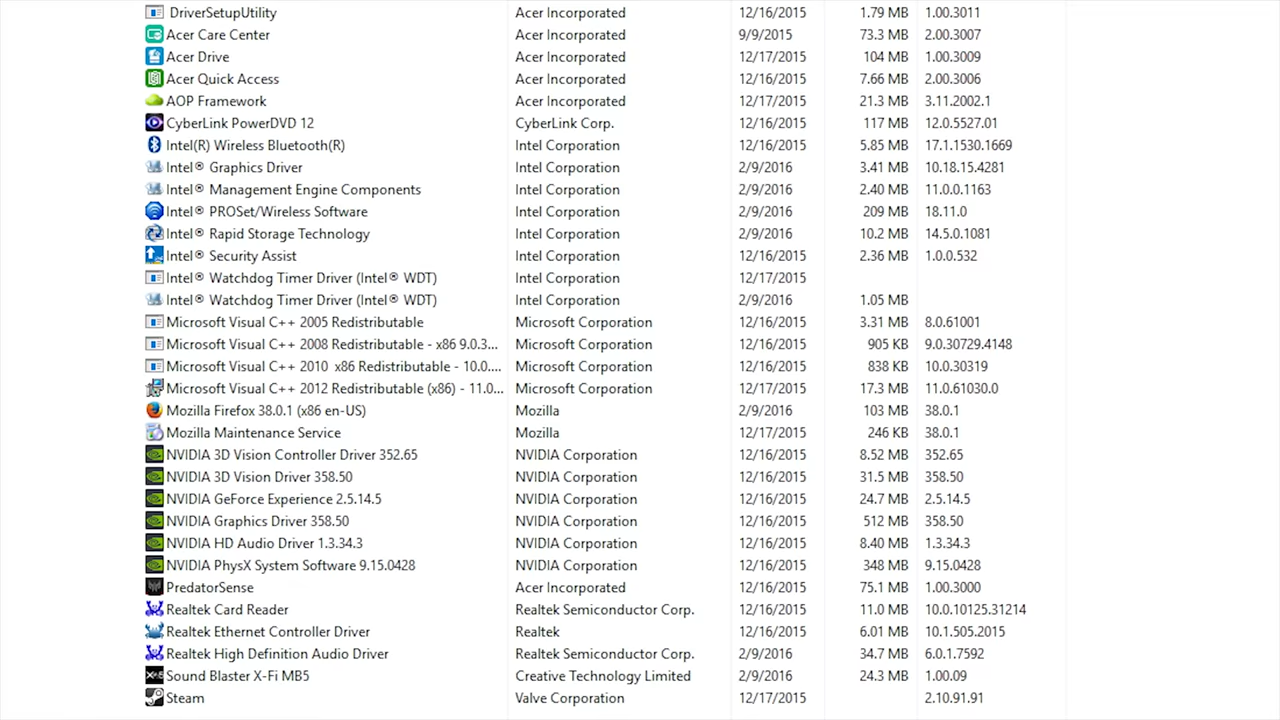 DriverSetupUtility Acer Incorporated 12/16/2015 1.79 MB 1.00.3011
Acer Care Center Acer Incorporated 9/9/2015 73.3 MB 2.00.3007
Acer Drive Acer Incorporated 12/17/2015 104 MB 1.00.3009
Acer Quick Access Acer Incorporated 12/16/2015 7.66 MB 2.00.3006
AOP Framework Acer Incorporated 12/17/2015 21.3 MB 3.11.2002.1
CyberLink PowerDVD 12 CyberLink Corp. 12/16/2015 117 MB 12.0.5527.01
Intel(R) Wireless Bluetooth(R) Intel Corporation 12/16/2015 5.85 MB 17.1.1530.1669
Intel® Graphics Driver Intel Corporation 2/9/2016 3.41 MB 10.18.15.4281
Intel® Management Engine Components Intel Corporation 2/9/2016 2.40 MB 11.0.0.1163
Intel® PROSet/Wireless Software Intel Corporation 2/9/2016 209 MB 18.11.0
Intel® Rapid Storage Technology Intel Corporation 2/9/2016 10.2 MB 14.5.0.1081
Intel® Security Assist Intel Corporation 12/16/2015 2.36 MB 1.0.0.532
Intel® Watchdog Timer Driver (Intel® WDT) Intel Corporation 12/17/2015
Intel® Watchdog Timer Driver (Intel® WDT) Intel Corporation 2/9/2016 1.05 MB
Microsoft Visual C++ 2005 Redistributable Microsoft Corporation 12/16/2015 3.31 MB 8.0.61001
Microsoft Visual C++ 2008 Redistributable - x86 9.0.3... Microsoft Corporation 12/16/2015 905 KB 9.0.30729.4148
Microsoft Visual C++ 2010 x86 Redistributable - 10.0.... Microsoft Corporation 12/16/2015 838 KB 10.0.30319
Microsoft Visual C++ 2012 Redistributable (x86) - 11.0... Microsoft Corporation 12/17/2015 17.3 MB 11.0.61030.0
Mozilla Firefox 38.0.1 (x86 en-US) Mozilla 2/9/2016 103 MB 38.0.1
Mozilla Maintenance Service Mozilla 12/17/2015 246 KB 38.0.1
NVIDIA 3D Vision Controller Driver 352.65 NVIDIA Corporation 12/16/2015 8.52 MB 352.65
NVIDIA 3D Vision Driver 358.50 NVIDIA Corporation 12/16/2015 31.5 MB 358.50
NVIDIA GeForce Experience 2.5.14.5 NVIDIA Corporation 12/16/2015 24.7 MB 2.5.14.5
NVIDIA Graphics Driver 358.50 NVIDIA Corporation 12/16/2015 512 MB 358.50
NVIDIA HD Audio Driver 1.3.34.3 NVIDIA Corporation 12/16/2015 8.40 MB 1.3.34.3
NVIDIA PhysX System Software 9.15.0428 NVIDIA Corporation 12/16/2015 348 MB 9.15.0428
PredatorSense Acer Incorporated 12/16/2015 75.1 MB 1.00.3000
Realtek Card Reader Realtek Semiconductor Corp. 12/16/2015 11.0 MB 10.0.10125.31214
Realtek Ethernet Controller Driver Realtek 12/16/2015 6.01 MB 10.1.505.2015
Realtek High Definition Audio Driver Realtek Semiconductor Corp. 2/9/2016 34.7 MB 6.0.1.7592
Sound Blaster X-Fi MB5 Creative Technology Limited 2/9/2016 24.3 MB 1.00.09
Steam Valve Corporation 12/17/2015 2.10.91.91